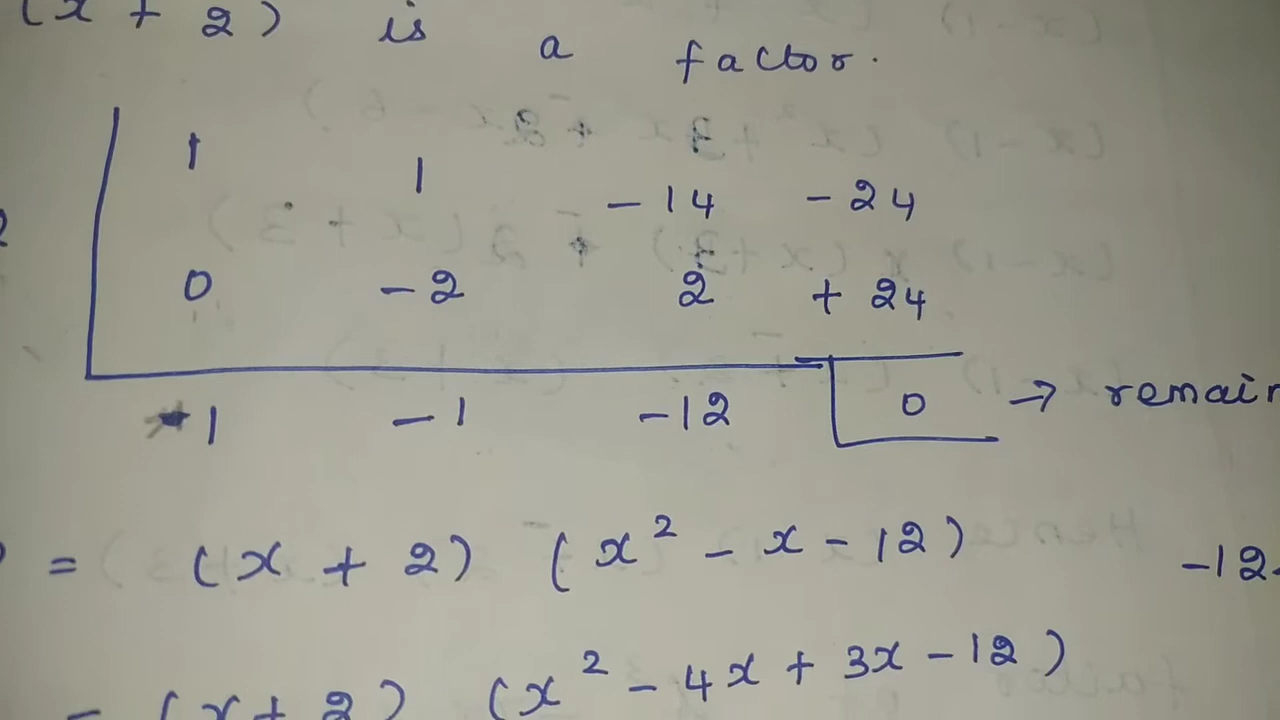 (x + 2) is a factor.
1 1 -14 -24
0 -2 2 + 24
1 -1 -12 0 →
= (x + 2) (x² - x - 12) -12
= (x + 2) (x² - 4x + 3x - 12)